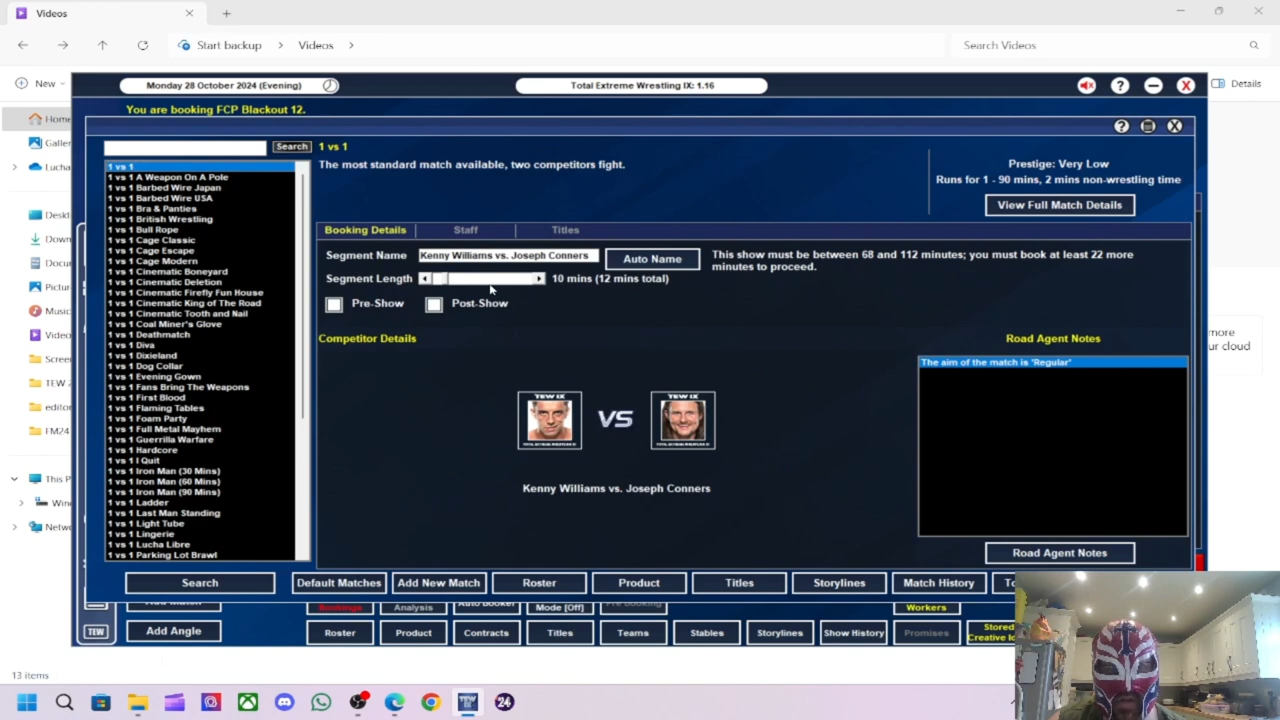 Videos
Start backup > Videos >
Search Videos
New
Details
Monday 28 October 2024 (Evening)
Total Extreme Wrestling IX: 1.16
You are booking FCP Blackout 12.
Home
Search
1 vs 1
The most standard match available, two competitors fight.
Prestige: Very Low
Runs for 1 - 90 mins, 2 mins non-wrestling time
View Full Match Details
1 vs 1
1 vs 1 A Weapon On A Pole
1 vs 1 Barbed Wire Japan
1 vs 1 Barbed Wire USA
1 vs 1 Bra & Panties
1 vs 1 British Wrestling
1 vs 1 Bull Rope
1 vs 1 Cage Classic
1 vs 1 Cage Escape
1 vs 1 Cage Modern
1 vs 1 Cinematic Boneyard
1 vs 1 Cinematic Deletion
1 vs 1 Cinematic Firefly Fun House
1 vs 1 Cinematic King of The Road
1 vs 1 Cinematic Tooth and Nail
1 vs 1 Coal Miner's Glove
1 vs 1 Deathmatch
1 vs 1 Diva
1 vs 1 Dixieland
1 vs 1 Dog Collar
1 vs 1 Evening Gown
1 vs 1 Fans Bring The Weapons
1 vs 1 First Blood
1 vs 1 Flaming Tables
1 vs 1 Foam Party
1 vs 1 Full Metal Mayhem
1 vs 1 Guerrilla Warfare
1 vs 1 Hardcore
1 vs 1 I Quit
1 vs 1 Iron Man (30 Mins)
1 vs 1 Iron Man (60 Mins)
1 vs 1 Iron Man (90 Mins)
1 vs 1 Ladder
1 vs 1 Last Man Standing
1 vs 1 Light Tube
1 vs 1 Lingerie
1 vs 1 Lucha Libre
1 vs 1 Parking Lot Brawl
Booking Details
Staff
Titles
Segment Name
Kenny Williams vs. Joseph Conners
Auto Name
This show must be between 68 and 112 minutes; you must book at least 22 more
minutes to proceed.
Segment Length
10 mins (12 mins total)
Pre-Show
Post-Show
Competitor Details
Road Agent Notes
The aim of the match is 'Regular'
TEW IX
VS
TEW IX
Kenny Williams vs. Joseph Conners
Road Agent Notes
more
ur cloud
Search
Default Matches
Add New Match
Roster
Product
Titles
Storylines
Match History
Bookings
Analysis
Auto Booker
Mode [Off]
Pre Booking
Workers
TEW
Add Angle
Roster
Product
Contracts
Titles
Teams
Stables
Storylines
Show History
Promises
Stored
13 items
24